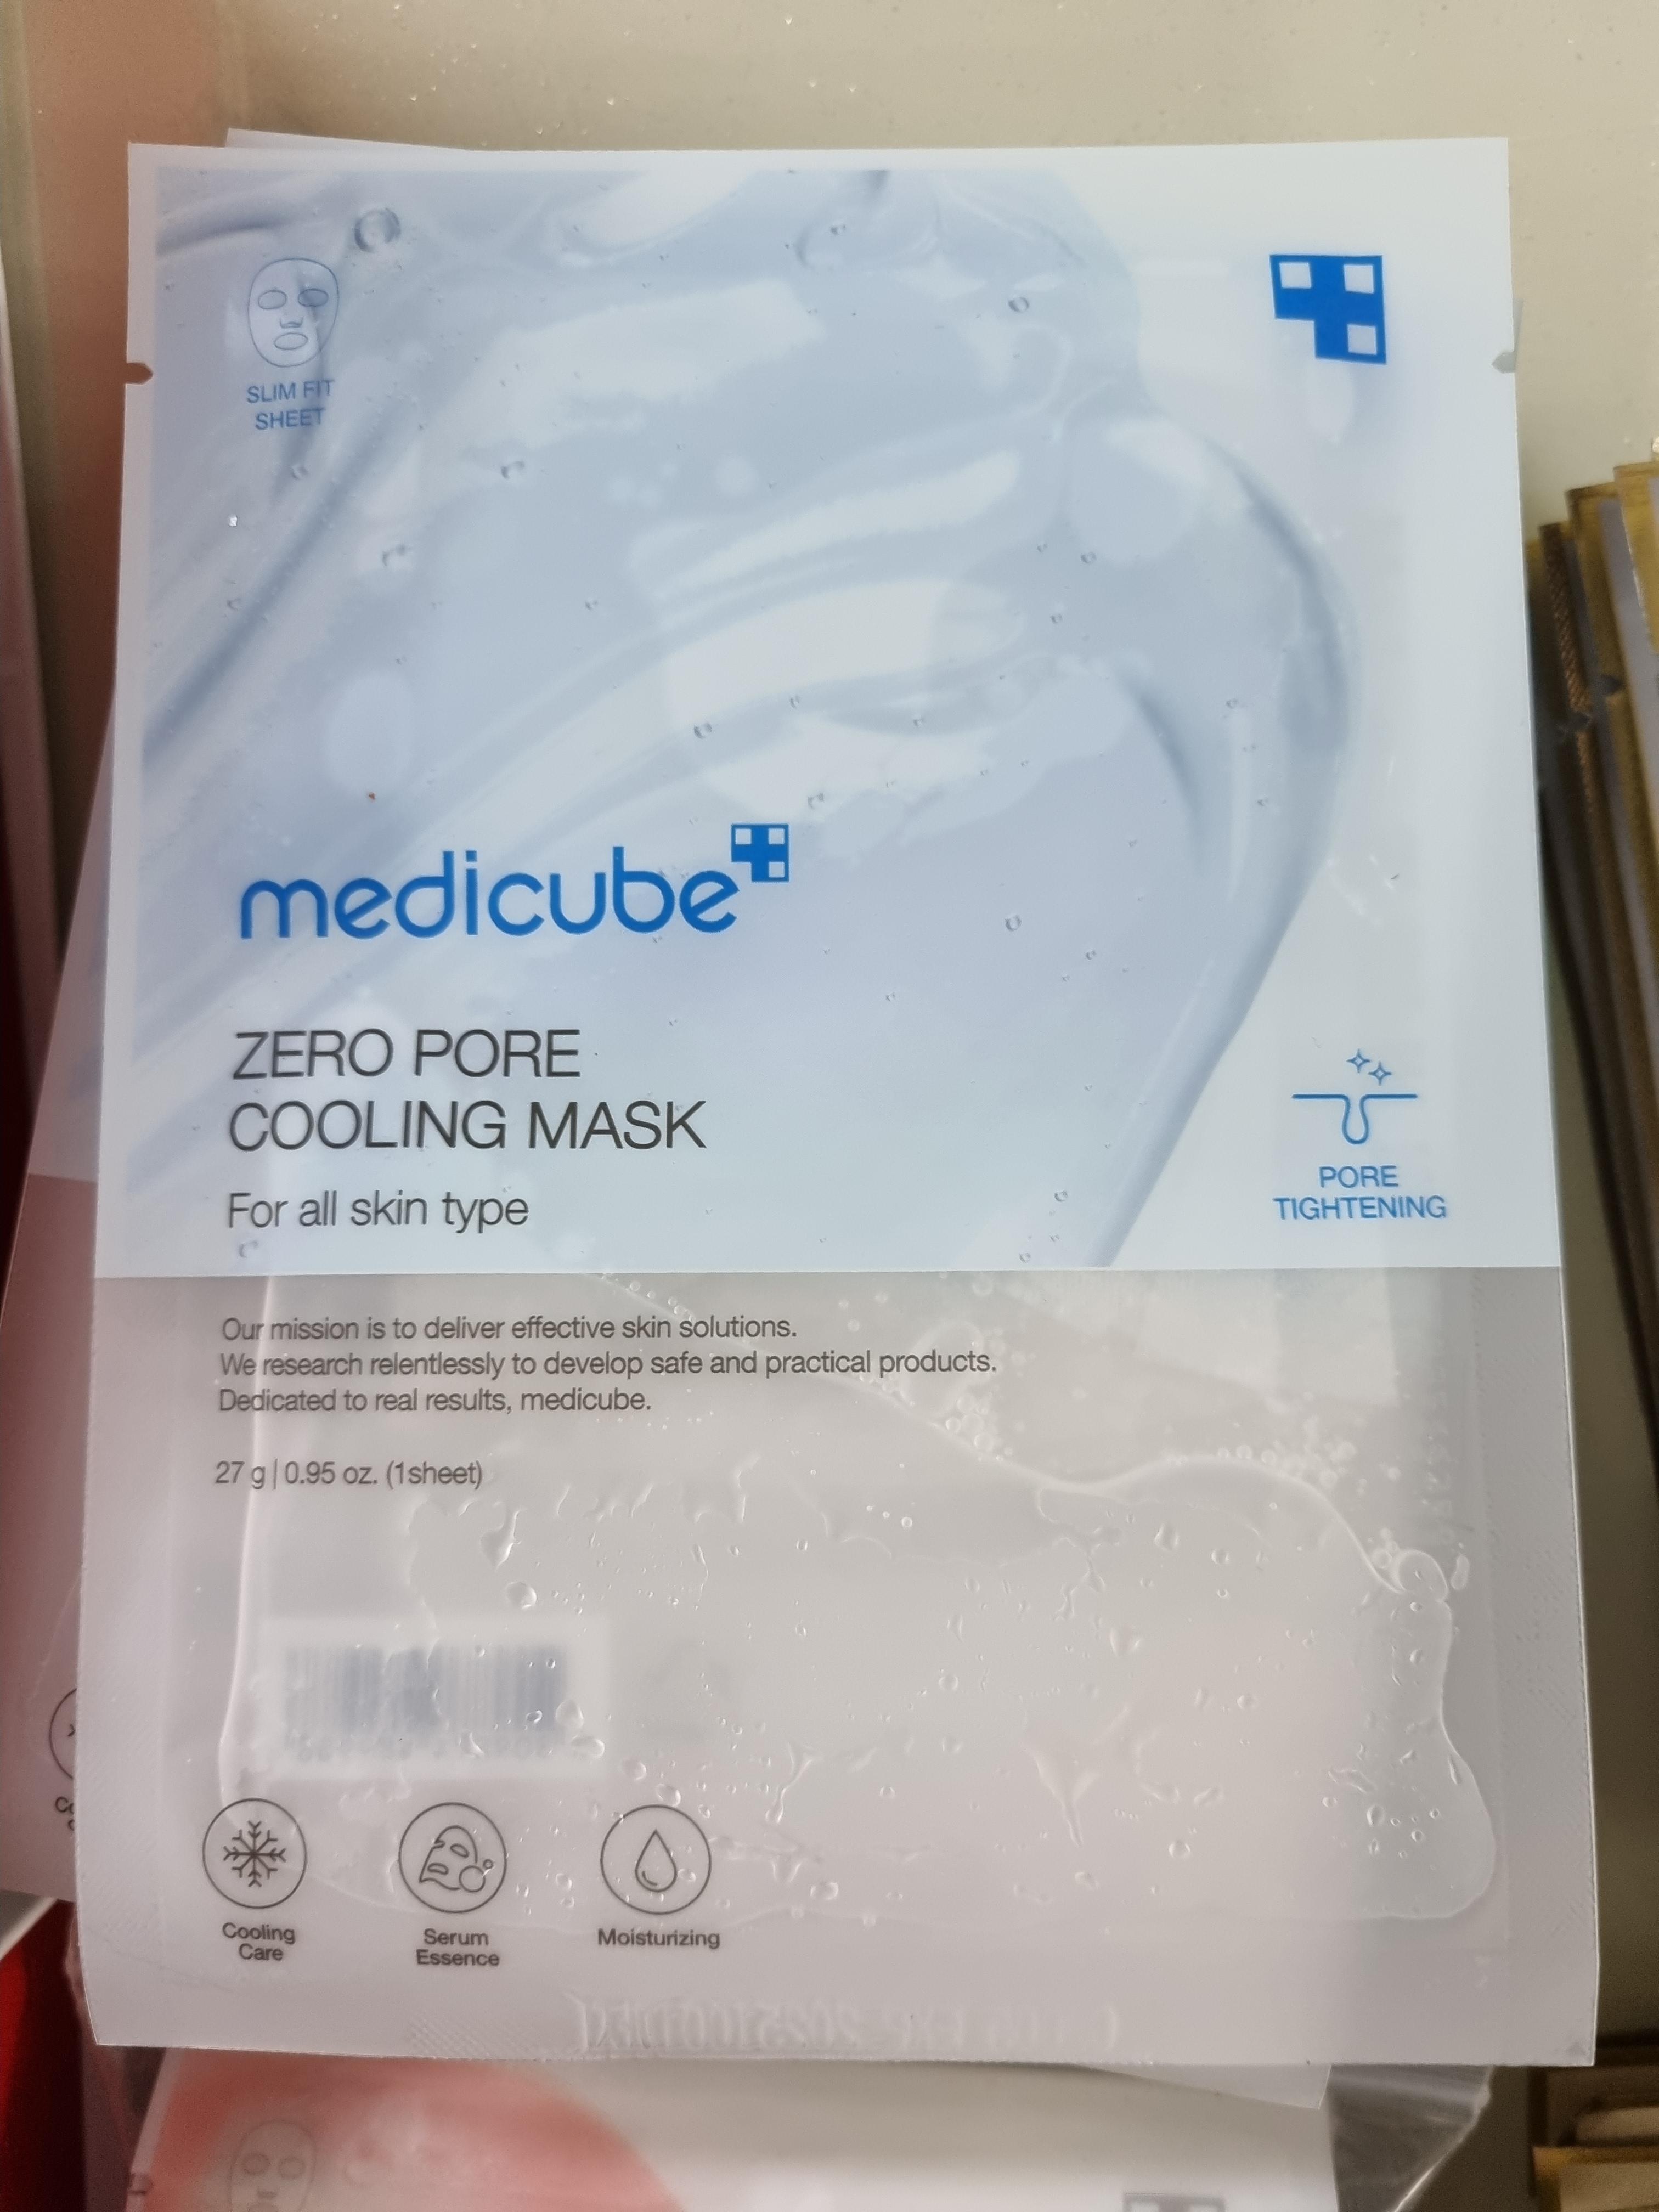 SLIM FIT
SHEET
medicube
ZERO PORE
COOLING MASK
For all skin type
PORE
TIGHTENING
Our mission is to deliver effective skin solutions.
We research relentlessly to develop safe and practical products.
Dedicated to real results, medicube.
27 g | 0.95 oz. (1sheet)
Cooling
Care
Serum
Essence
Moisturizing